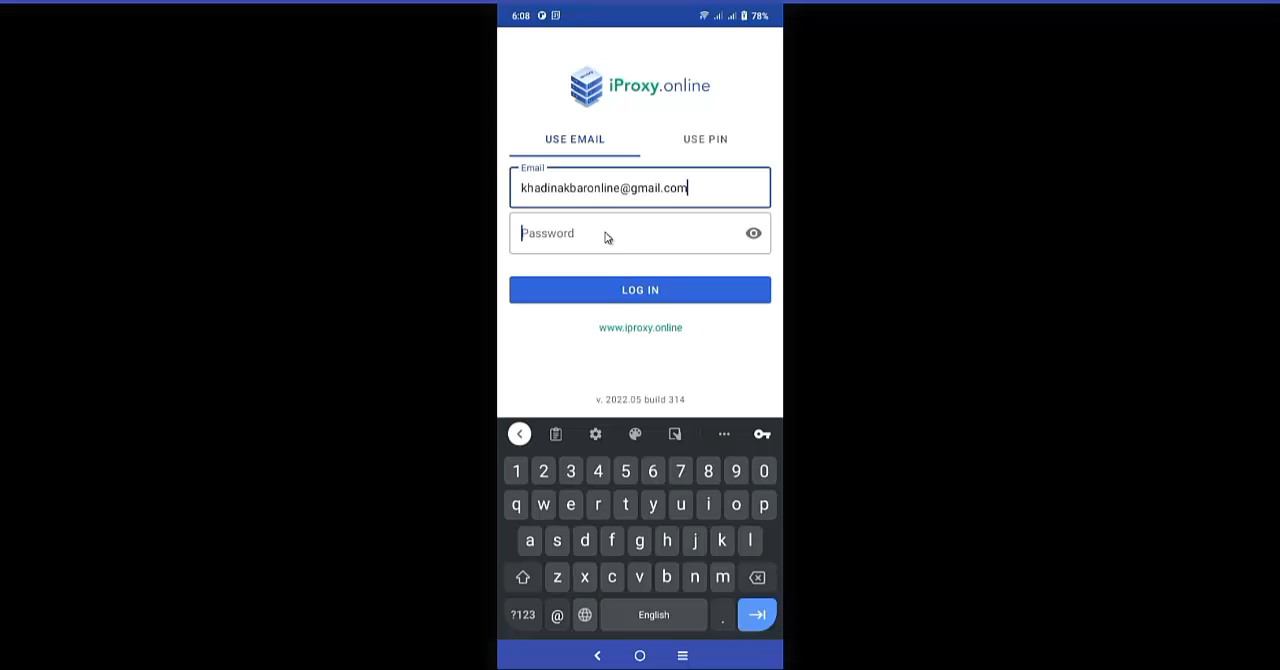 6:08 78%
iProxy.online
USE EMAIL USE PIN
Email
khadinakbaronline@gmail.com
Password
LOG IN
www.iproxy.online
v. 2022.05 build 314
1 2 3 4 5 6 7 8 9 0
q w e r t y u i o p
a s d f g h j k l
z x c v b n m
?123 @ English .